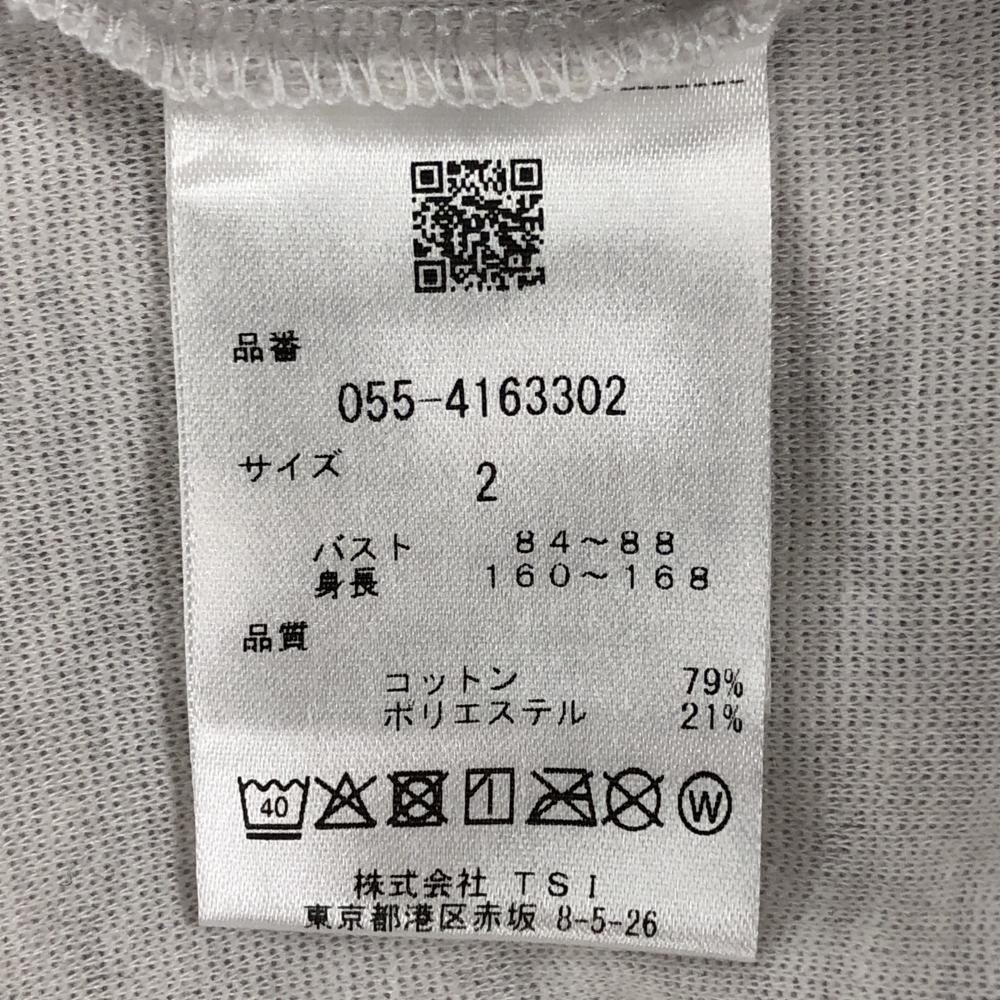 品番
055-4163302
サイズ 2
バスト 84〜88
身長 160〜168
品質
コットン 79%
ポリエステル 21%
40 W
株式会社 TSI
東京都港区赤坂 8-5-26